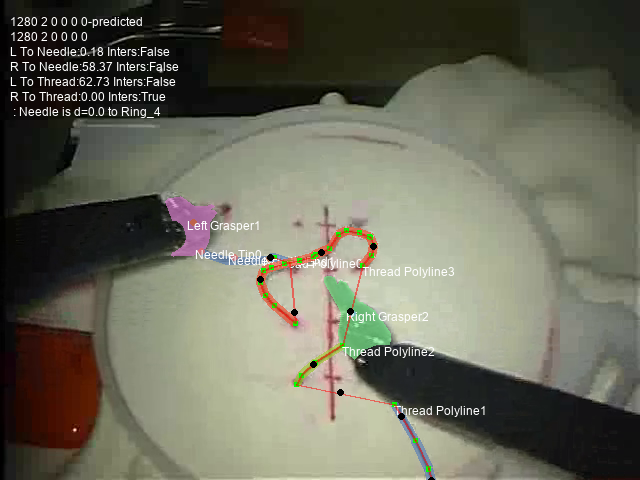 1280 2 0 0 0 0-predicted
1280 2 0 0 0 0
L To Needle:0.18 Inters:False
R To Needle:58.37 Inters:False
L To Thread:62.73 Inters:False
R To Thread:0.00 Inters:True
: Needle is d=0.0 to Ring_4
Left Grasper1
Needle Tip0
Thread Polyline3
Right Grasper2
Thread Polyline2
Thread Polyline1